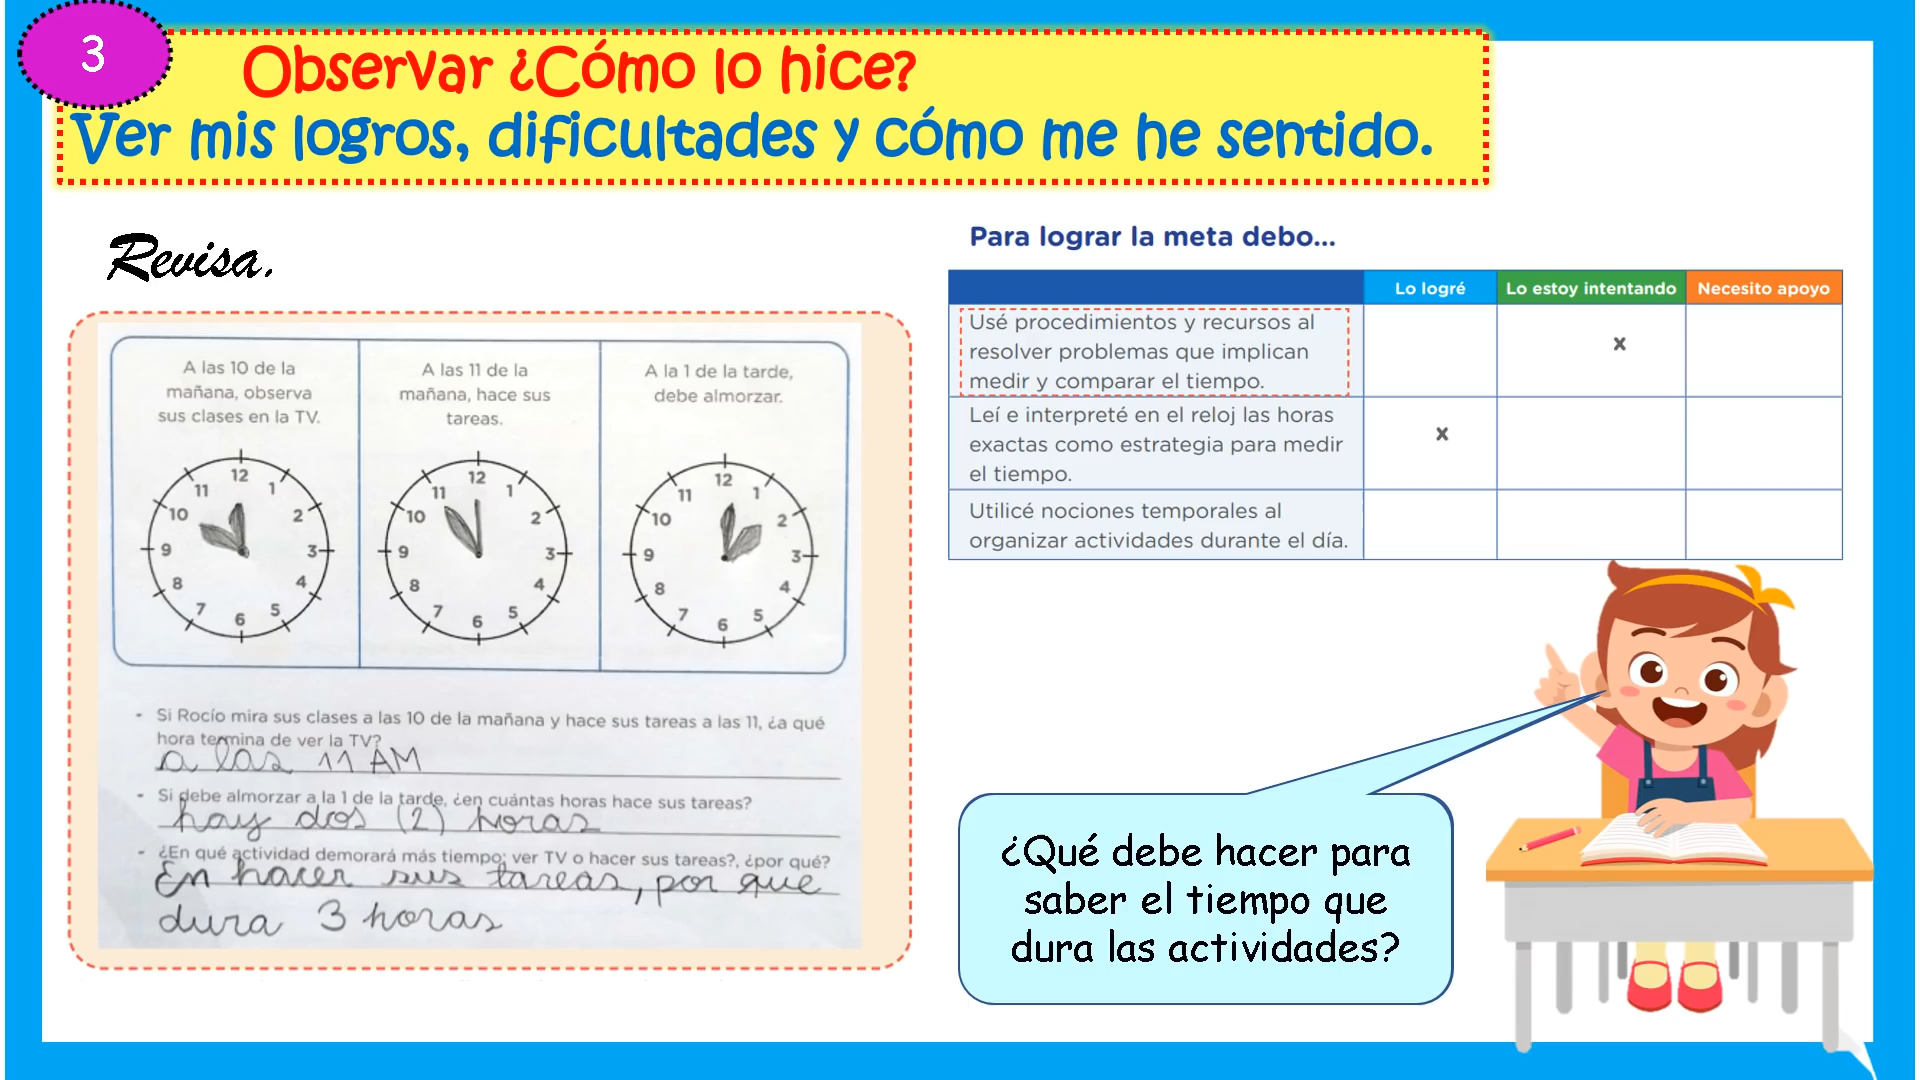 3
Observar ¿Cómo lo hice?
Ver mis logros, dificultades y cómo me he sentido.
Revisa.
A las 10 de la
mañana, observa
sus clases en la TV.
12
1
2
3
4
5
6
7
8
9
10
11
A las 11 de la
mañana, hace sus
tareas.
12
1
2
3
4
5
6
7
8
9
10
11
A la 1 de la tarde,
debe almorzar.
12
1
2
3
4
5
6
7
8
9
10
11
- Si Rocío mira sus clases a las 10 de la mañana y hace sus tareas a las 11, ¿a qué
hora termina de ver la TV?
a las 11 AM
- Si debe almorzar a la 1 de la tarde, ¿en cuántas horas hace sus tareas?
hay dos (2) horas
- ¿En qué actividad demorará más tiempo: ver TV o hacer sus tareas?, ¿por qué?
En hacer sus tareas, por que
dura 3 horas
Para lograr la meta debo...
Lo logré Lo estoy intentando Necesito apoyo
Usé procedimientos y recursos al
resolver problemas que implican
medir y comparar el tiempo.
x
Leí e interpreté en el reloj las horas
exactas como estrategia para medir
el tiempo.
x
Utilicé nociones temporales al
organizar actividades durante el día.
¿Qué debe hacer para
saber el tiempo que
dura las actividades?